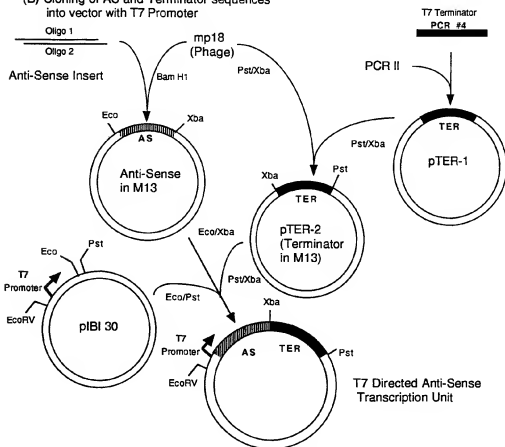 (B) Cloning of AS and Terminator sequences
into vector with T7 Promoter
Oligo 1
Oligo 2
Anti-Sense Insert
mp18
(Phage)
Bam H1
Pst/Xba
T7 Terminator
PCR #4
PCR II
Eco
Xba
AS
Anti-Sense
in M13
TER
pTER-1
Pst/Xba
Xba
Pst
TER
pTER-2
(Terminator
in M13)
Eco/Xba
Pst/Xba
Eco
Pst
T7
Promoter
EcoRV
pIBI 30
Eco/Pst
Xba
T7
Promoter
AS
TER
Pst
EcoRV
T7 Directed Anti-Sense
Transcription Unit